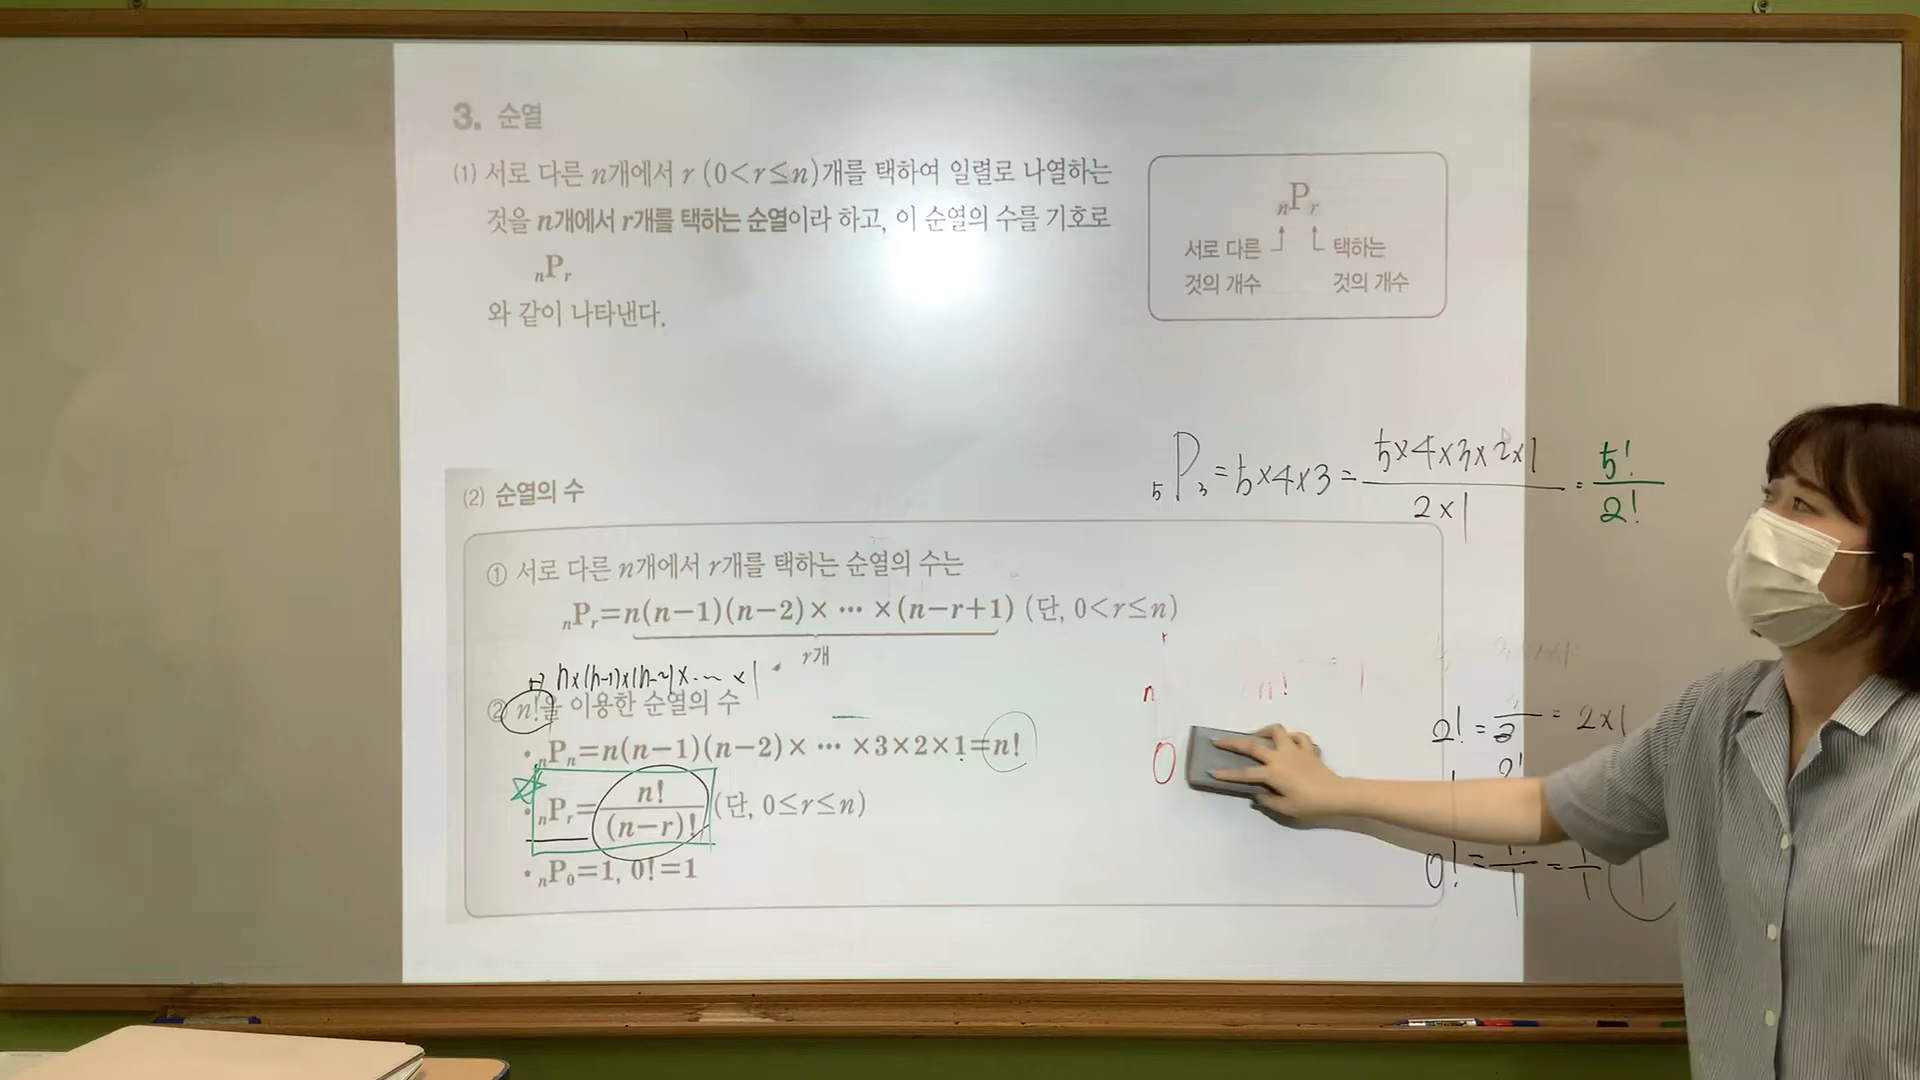 3. 순열
(1) 서로 다른 n개에서 r (0<r≤n)개를 택하여 일렬로 나열하는
것을 n개에서 r개를 택하는 순열이라 하고, 이 순열의 수를 기호로
nPr
와 같이 나타낸다.
nPr
서로 다른 것의 개수
택하는 것의 개수
5P3=5×4×3=5×4×3×2×1/2×1=5!/2!
(2) 순열의 수
① 서로 다른 n개에서 r개를 택하는 순열의 수는
nPr=n(n−1)(n−2)× ⋯ ×(n−r+1) (단, 0<r≤n)
r개
n×(n-1)×(n-2)×⋯×1
② n!을 이용한 순열의 수
• nPn=n(n−1)(n−2)× ⋯ ×3×2×1=n!
• nPr=n!/(n−r)! (단, 0≤r≤n)
• nP0=1, 0!=1
n n!
0
2! = = 2×1
0! = = 1/1 1